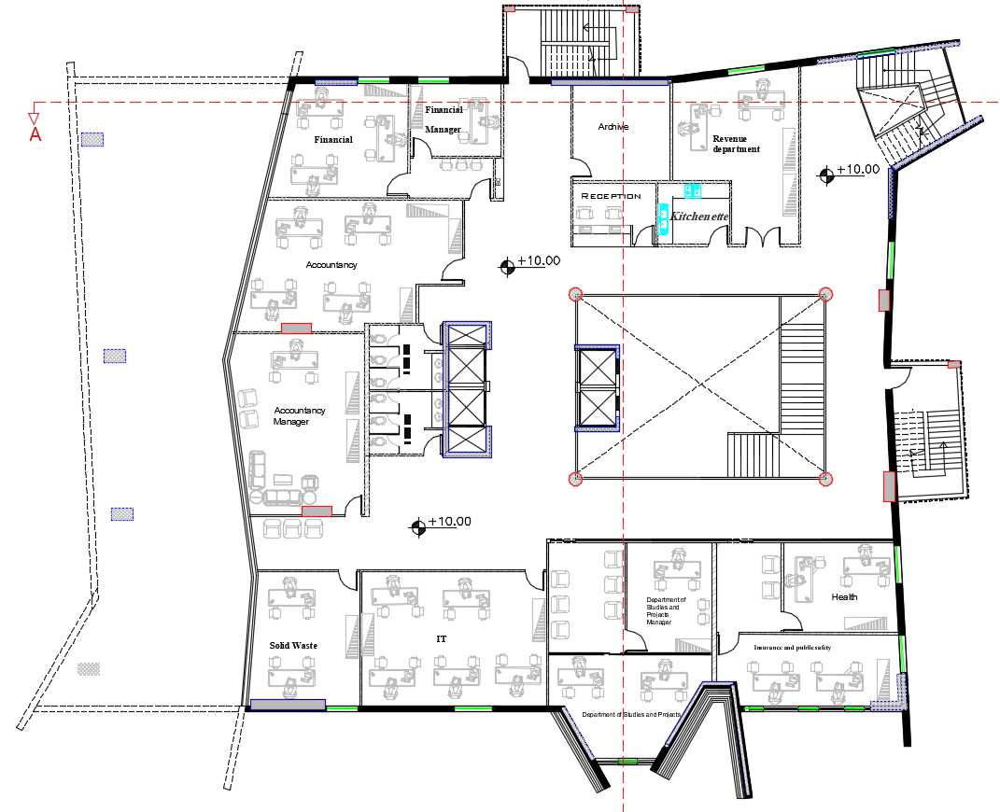 Financial
Manager
A
Archive
Financial
Revenue
department
+10.00
DB
RECEPTION
Kitchenette
+10.00
Accountancy
Accountancy
Manager
+10.00
Department of
Studies and
Projects
Manager
Health
Solid Waste
IT
Insurance and publicsafety
Department of Studies and Projects